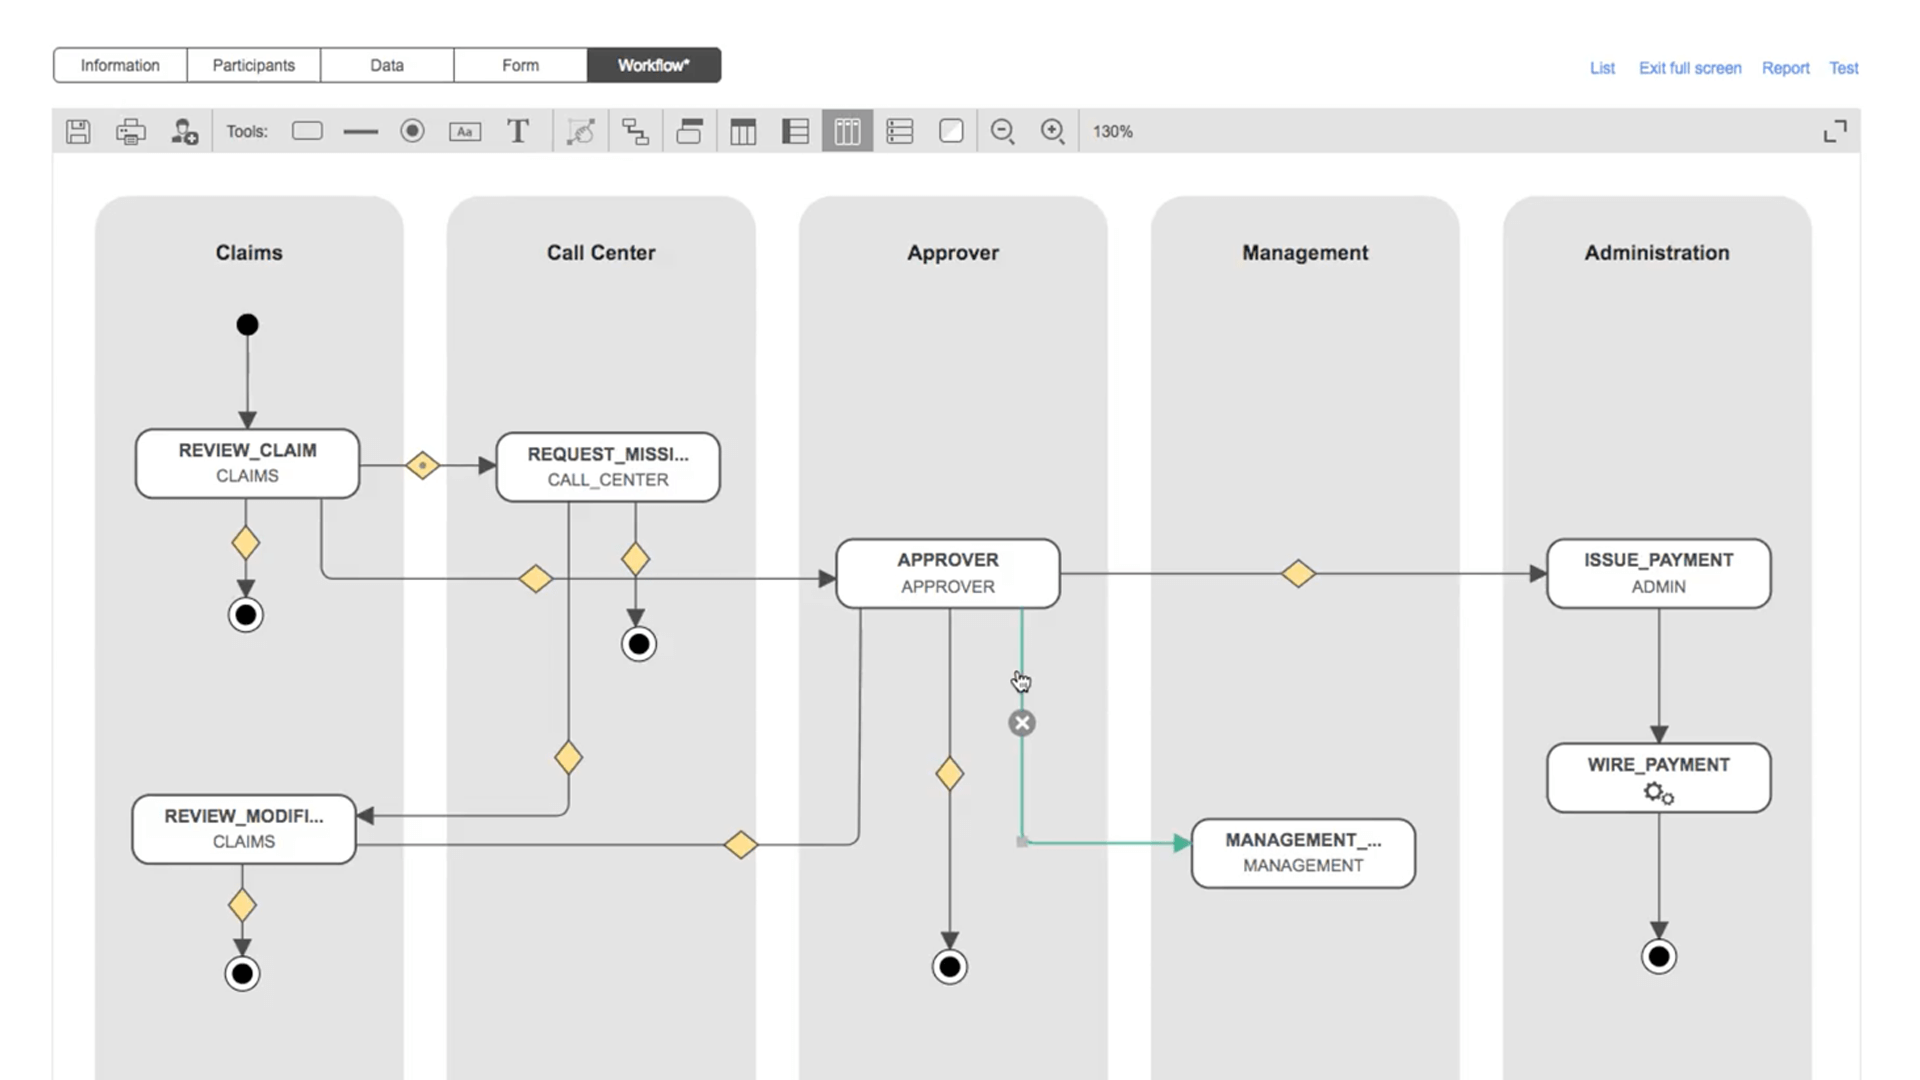 Information
Participants
Data
Form
Workflow*
List
Exit full screen
Report
Test
Tools:
Aa
T
130%
Claims
Call Center
Approver
Management
Administration
REVIEW_CLAIM
CLAIMS
REQUEST_MISSI...
CALL_CENTER
APPROVER
APPROVER
ISSUE_PAYMENT
ADMIN
WIRE_PAYMENT
REVIEW_MODIFI...
CLAIMS
MANAGEMENT_...
MANAGEMENT